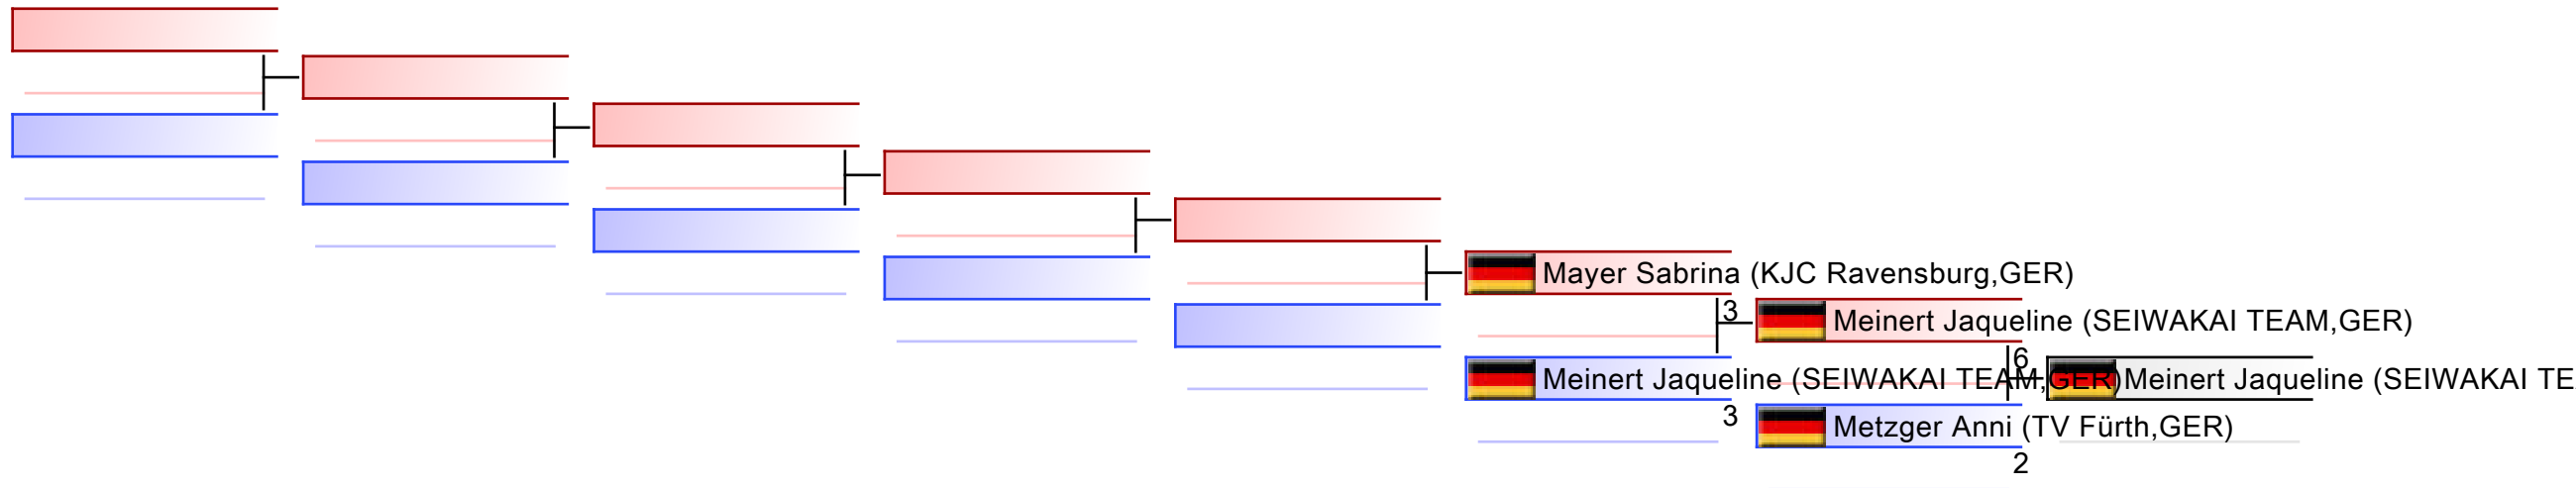 Mayer Sabrina (KJC Ravensburg,GER)
3
Meinert Jaqueline (SEIWAKAI TEAM,GER)
6
Meinert Jaqueline (SEIWAKAI TEAM,GER)
Meinert Jaqueline (SEIWAKAI TE
3
Metzger Anni (TV Fürth,GER)
2